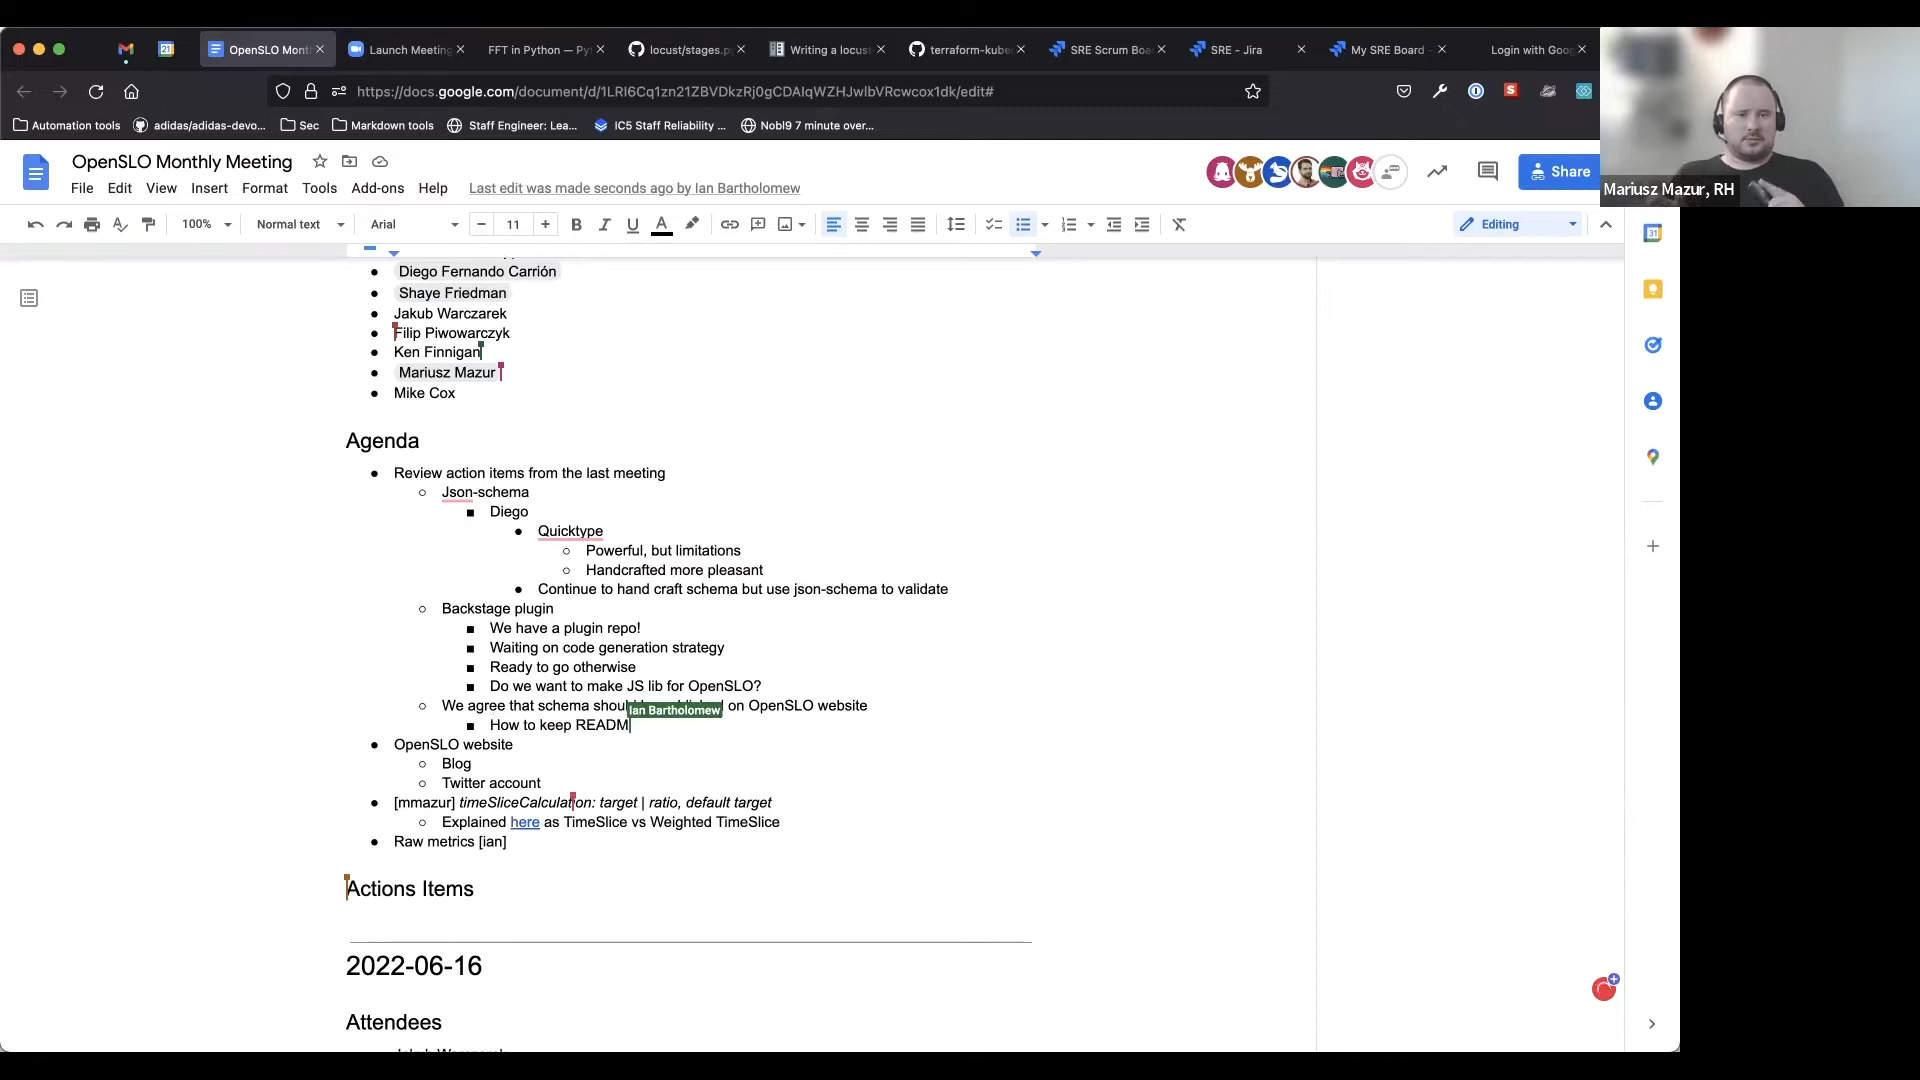 OpenSLO Mont
Launch Meeting
FFT in Python — Py
locust/stages.p
Writing a locust
terraform-kube
SRE Scrum Boa
SRE - Jira
My SRE Board -
Login with Goog
https://docs.google.com/document/d/1LRI6Cq1zn21ZBVDkzRj0gCDAIqWZHJwlbVRcwcox1dk/edit#
Automation tools
adidas/adidas-devo...
Sec
Markdown tools
Staff Engineer: Lea...
IC5 Staff Reliability ...
Nobl9 7 minute over...
OpenSLO Monthly Meeting
Share
Mariusz Mazur, RH
File Edit View Insert Format Tools Add-ons Help
Last edit was made seconds ago by Ian Bartholomew
100%
Normal text
Arial
11
Editing
Diego Fernando Carrión
Shaye Friedman
Jakub Warczarek
Filip Piwowarczyk
Ken Finnigan
Mariusz Mazur
Mike Cox
Agenda
Review action items from the last meeting
Json-schema
Diego
Quicktype
Powerful, but limitations
Handcrafted more pleasant
Continue to hand craft schema but use json-schema to validate
Backstage plugin
We have a plugin repo!
Waiting on code generation strategy
Ready to go otherwise
Do we want to make JS lib for OpenSLO?
We agree that schema shou on OpenSLO website
Ian Bartholomew
How to keep READM
OpenSLO website
Blog
Twitter account
[mmazur] timeSliceCalculation: target | ratio, default target
Explained here as TimeSlice vs Weighted TimeSlice
Raw metrics [ian]
Actions Items
2022-06-16
Attendees